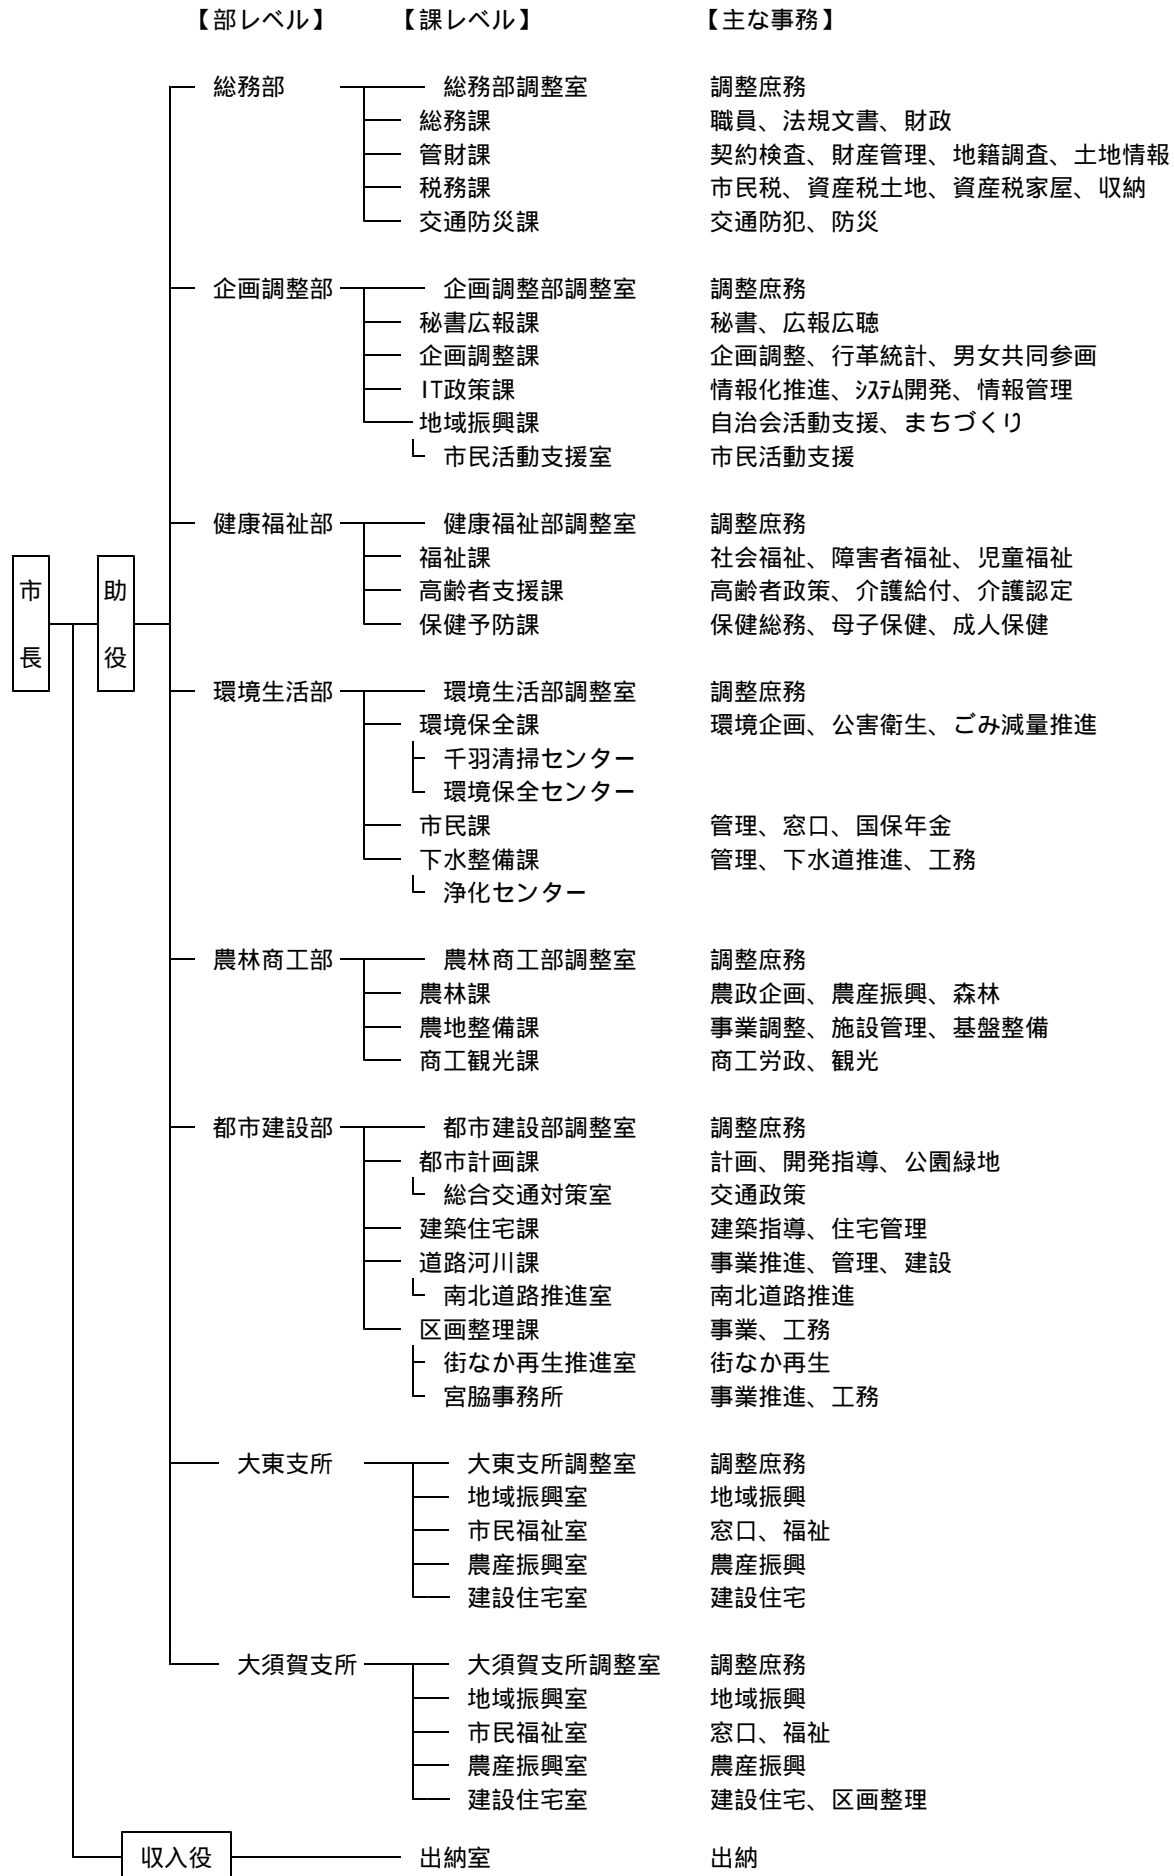 【部レベル】 【課レベル】 【主な事務】
総務部 総務部調整室 調整庶務
総務課 職員、法規文書、財政
管財課 契約検査、財産管理、地籍調査、土地情報
税務課 市民税、資産税土地、資産税家屋、収納
交通防災課 交通防犯、防災
企画調整部 企画調整部調整室 調整庶務
秘書広報課 秘書、広報広聴
企画調整課 企画調整、行革統計、男女共同参画
IT政策課 情報化推進、ｼｽﾃﾑ開発、情報管理
地域振興課 自治会活動支援、まちづくり
市民活動支援室 市民活動支援
健康福祉部 健康福祉部調整室 調整庶務
福祉課 社会福祉、障害者福祉、児童福祉
高齢者支援課 高齢者政策、介護給付、介護認定
保健予防課 保健総務、母子保健、成人保健
市長
助役
環境生活部 環境生活部調整室 調整庶務
環境保全課 環境企画、公害衛生、ごみ減量推進
千羽清掃センター
環境保全センター
市民課 管理、窓口、国保年金
下水整備課 管理、下水道推進、工務
浄化センター
農林商工部 農林商工部調整室 調整庶務
農林課 農政企画、農産振興、森林
農地整備課 事業調整、施設管理、基盤整備
商工観光課 商工労政、観光
都市建設部 都市建設部調整室 調整庶務
都市計画課 計画、開発指導、公園緑地
総合交通対策室 交通政策
建築住宅課 建築指導、住宅管理
道路河川課 事業推進、管理、建設
南北道路推進室 南北道路推進
区画整理課 事業、工務
街なか再生推進室 街なか再生
宮脇事務所 事業推進、工務
大東支所 大東支所調整室 調整庶務
地域振興室 地域振興
市民福祉室 窓口、福祉
農産振興室 農産振興
建設住宅室 建設住宅
大須賀支所 大須賀支所調整室 調整庶務
地域振興室 地域振興
市民福祉室 窓口、福祉
農産振興室 農産振興
建設住宅室 建設住宅、区画整理
収入役 出納室 出納